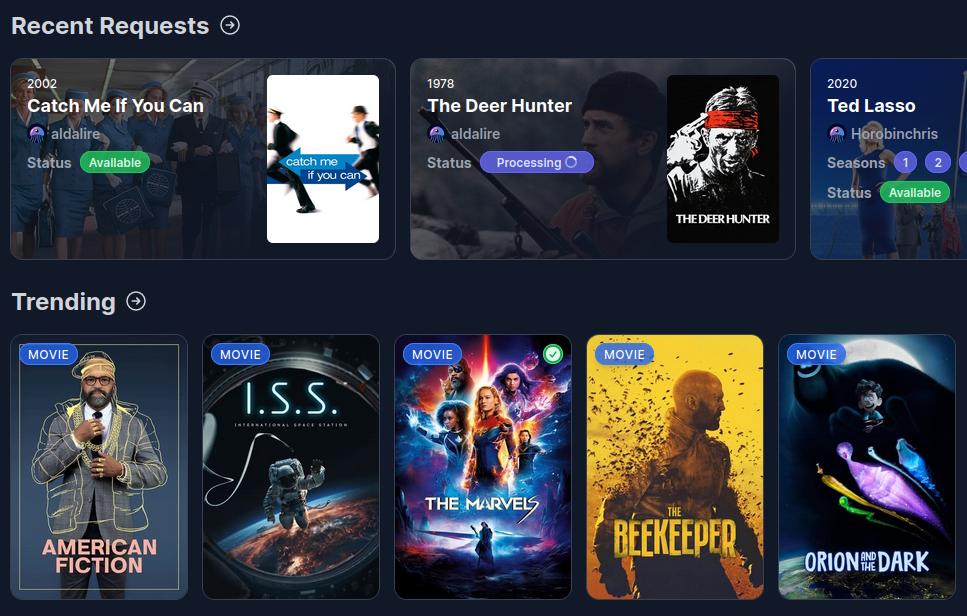 Recent Requests
2002
Catch Me If You Can
aldalire
Status Available
catch me
if you can
1978
The Deer Hunter
aldalire
Status Processing
THE DEER HUNTER
2020
Ted Lasso
Horobinchris
Seasons 1 2
Status Available
Trending
MOVIE
AMERICAN
FICTION
MOVIE
I.S.S.
INTERNATIONAL SPACE STATION
MOVIE
THE MARVELS
MOVIE
THE
BEEKEEPER
MOVIE
ORION AND THE DARK